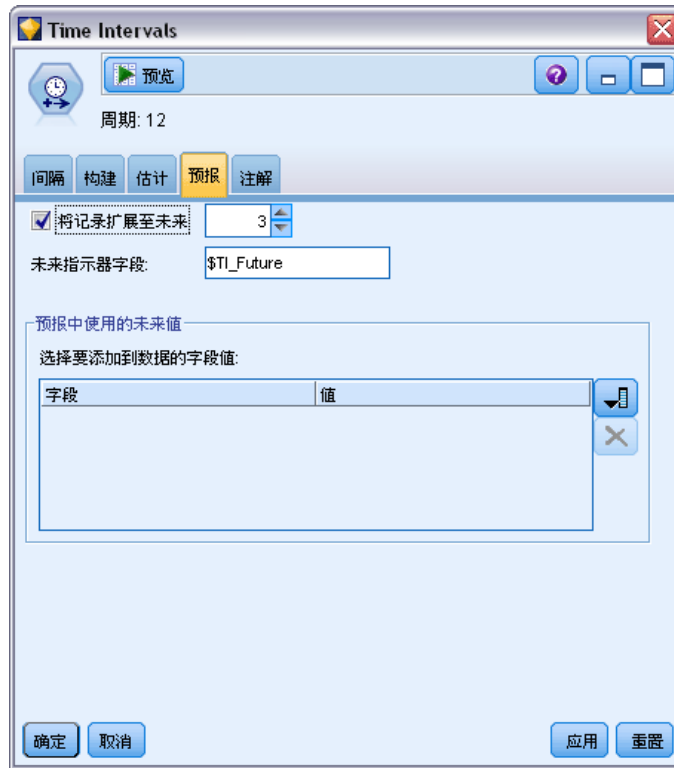 Time Intervals
预览
周期: 12
间隔 构建 估计 预报 注解
将记录扩展至未来 3
未来指示器字段: $TI_Future
预报中使用的未来值
选择要添加到数据的字段值:
字段 值
确定 取消 应用 重置